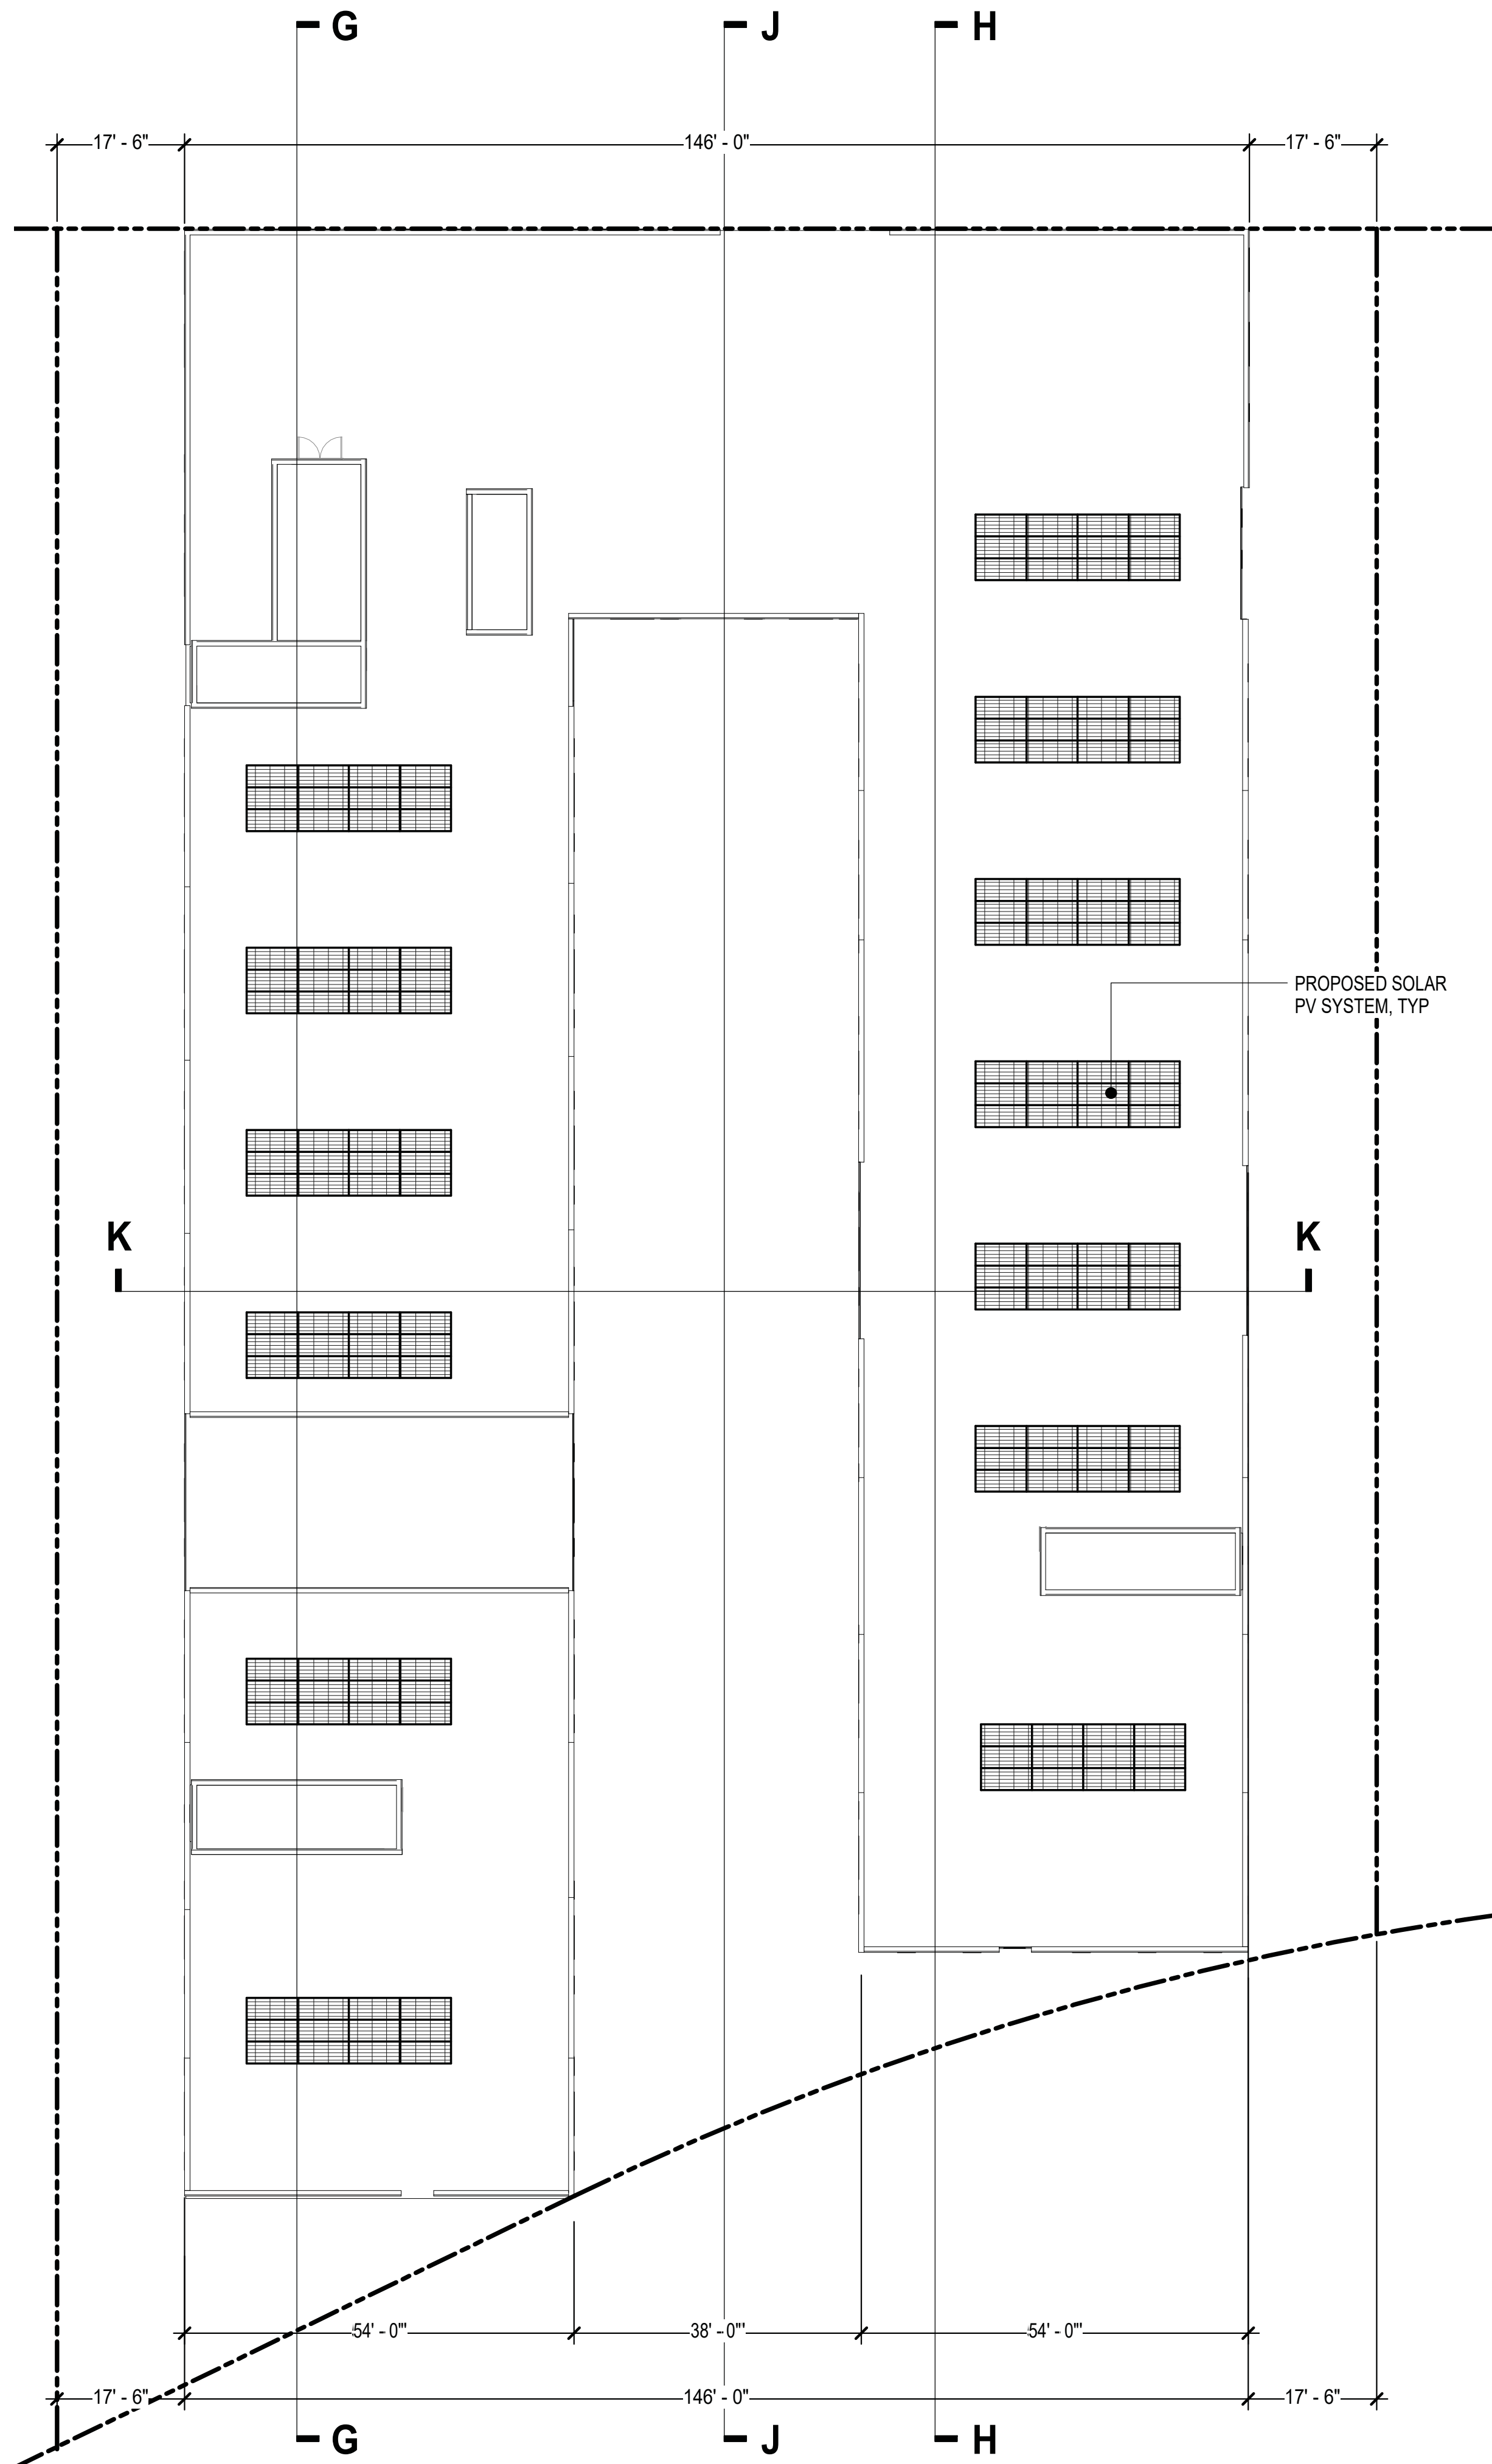 G J H
17' - 6" 146' - 0" 17' - 6"
PROPOSED SOLAR
PV SYSTEM, TYP
K K
54' - 0"' 38' - 0"' 54' - 0"'
17' - 6" 146' - 0" 17' - 6"
G J H